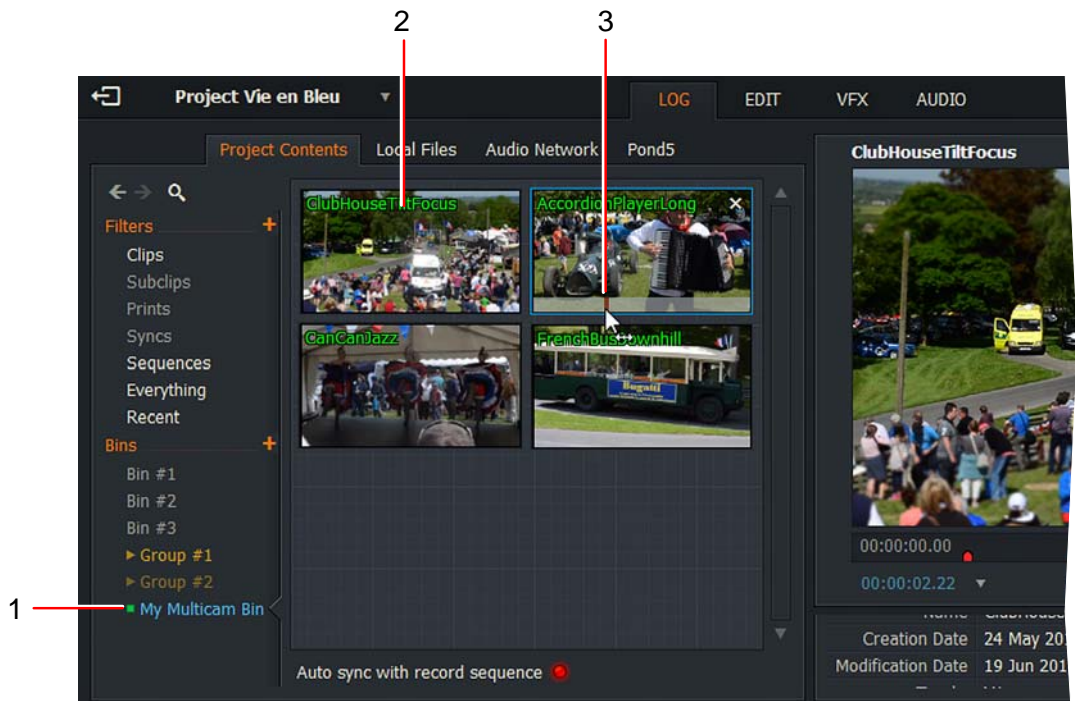 2 3
Project Vie en Bleu LOG EDIT VFX AUDIO
Project Contents Local Files Audio Network Pond5
ClubHouseTiltFocus
ClubHouseTiltFocus AccordionPlayerLong
Filters
Clips
Subclips
Prints
Syncs
CanCanJazz FrenchBusDownhill
Sequences
Everything
Bugatti
Recent
Bins
Bin #1
Bin #2
Bin #3
Group #1
Group #2
1 My Multicam Bin
Auto sync with record sequence
00:00:00.00
00:00:02.22
Creation Date 24 May 20
Modification Date 19 Jun 201